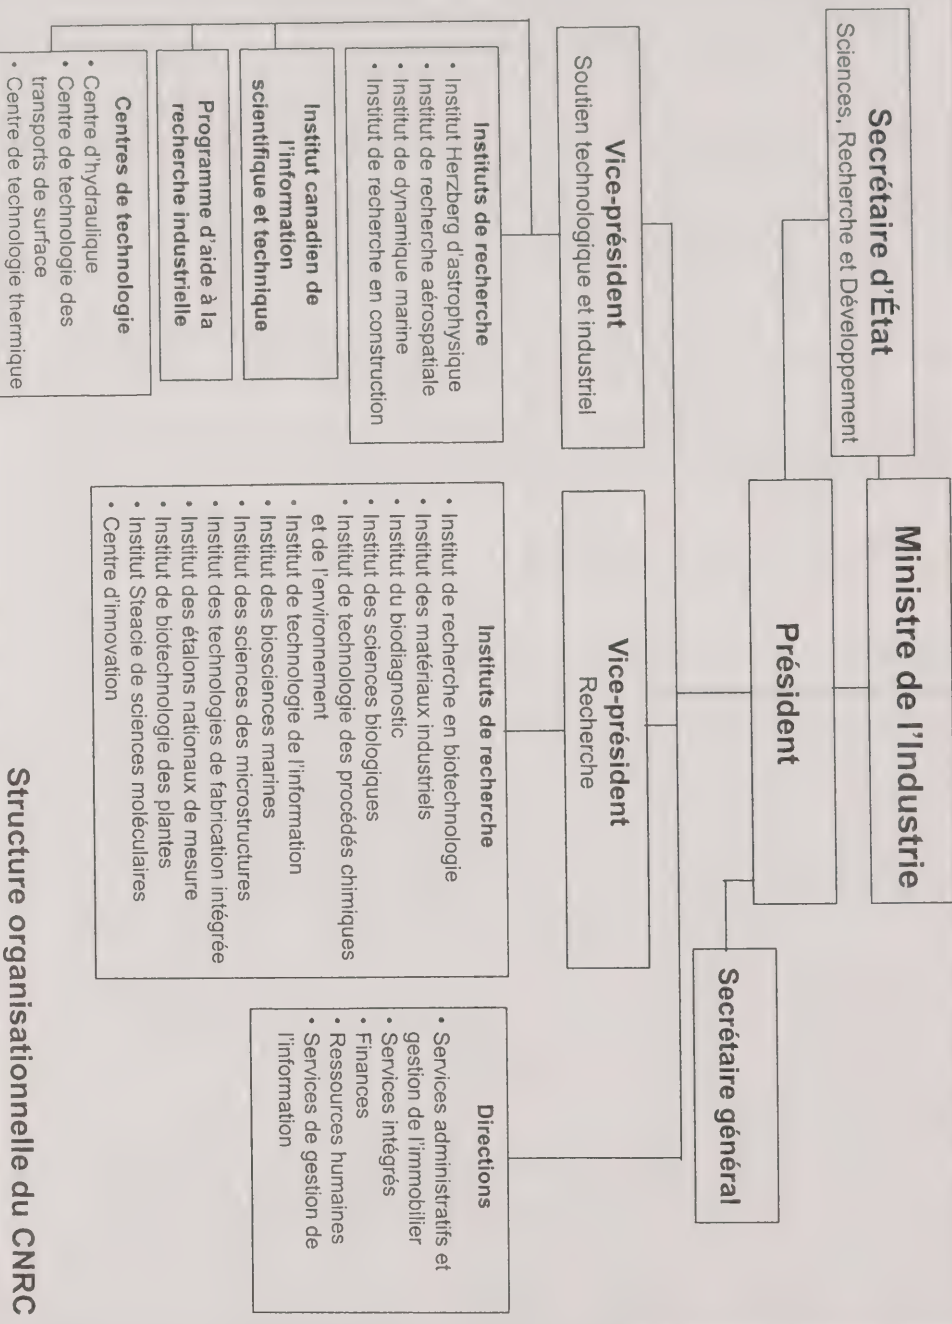 Ministre de l'Industrie
Secrétaire d'État
Sciences, Recherche et Développement
Président
Secrétaire général
Vice-président
Soutien technologique et industriel
Instituts de recherche
• Institut Herzberg d'astrophysique
• Institut de recherche aérospatiale
• Institut de dynamique marine
• Institut de recherche en construction
Institut canadien de
l'information
scientifique et technique
Programme d'aide à la
recherche industrielle
Centres de technologie
• Centre d'hydraulique
• Centre de technologie des
transports de surface
• Centre de technologie thermique
Vice-président
Recherche
Instituts de recherche
• Institut de recherche en biotechnologie
• Institut des matériaux industriels
• Institut du biodiagnostic
• Institut des sciences biologiques
• Institut de technologie des procédés chimiques
et de l'environnement
• Institut de technologie de l'information
• Institut des biosciences marines
• Institut des sciences des microstructures
• Institut des technologies de fabrication intégrée
• Institut des étalons nationaux de mesure
• Institut de biotechnologie des plantes
• Institut Steacie de sciences moléculaires
• Centre d'innovation
Directions
• Services administratifs et
gestion de l'immobilier
• Services intégrés
• Finances
• Ressources humaines
• Services de gestion de
l'information
Structure organisationnelle du CNRC